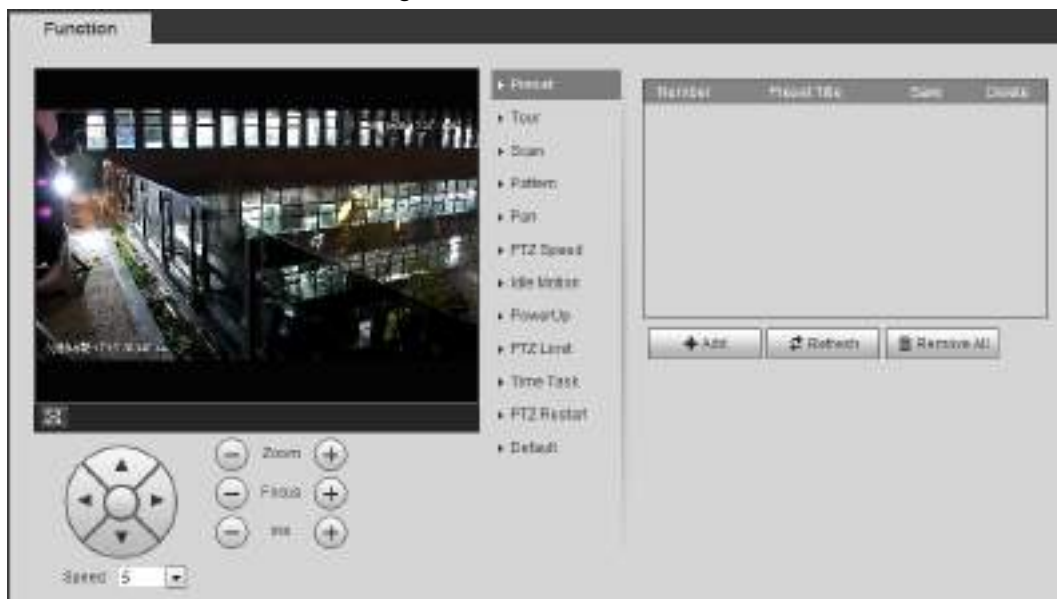 Function
Preset
Number Preset Title Save Delete
Tour
Scan
Pattern
Pan
PTZ Speed
Idle Motion
PowerUp
PTZ Limit
Time Task
PTZ Restart
Default
Add Refresh Remove All
Zoom
Focus
Iris
Speed 5